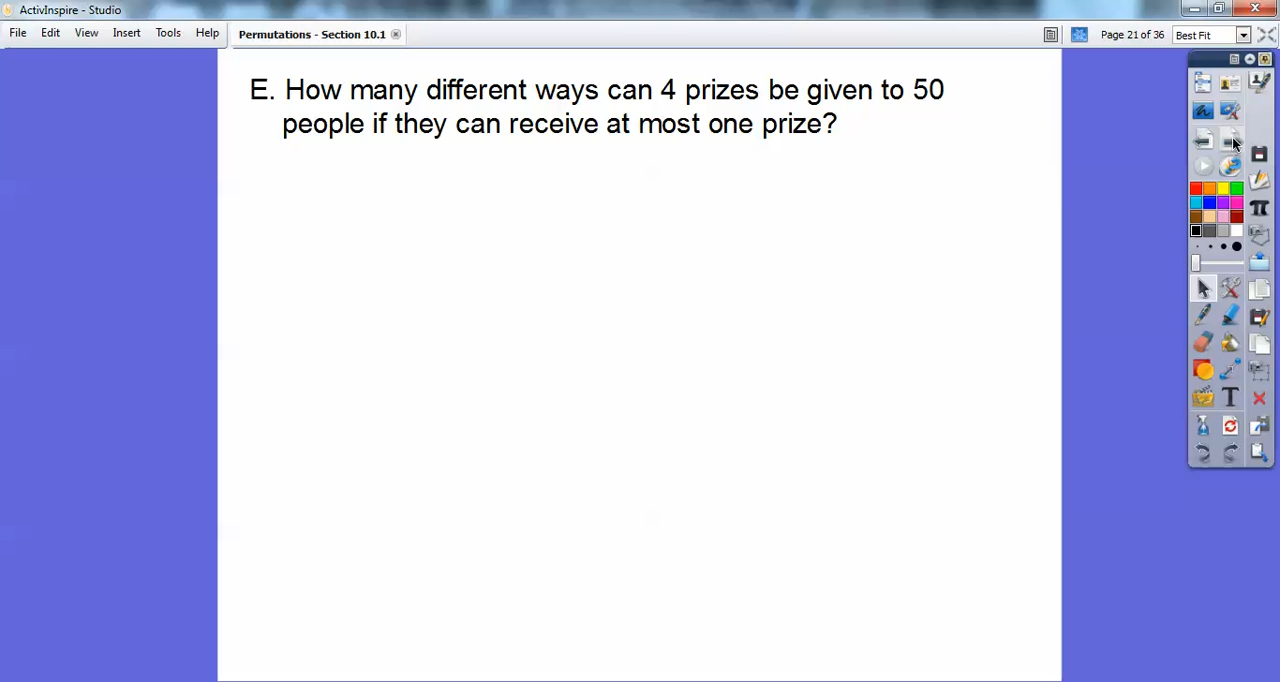 ActivInspire - Studio
File Edit View Insert Tools Help
Permutations - Section 10.1
Page 21 of 36
Best Fit
E. How many different ways can 4 prizes be given to 50
people if they can receive at most one prize?